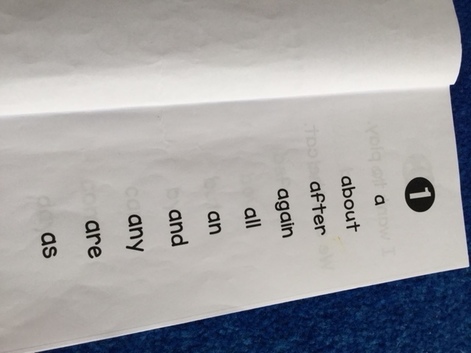 1
a
about
after
again
all
an
and
any
are
as